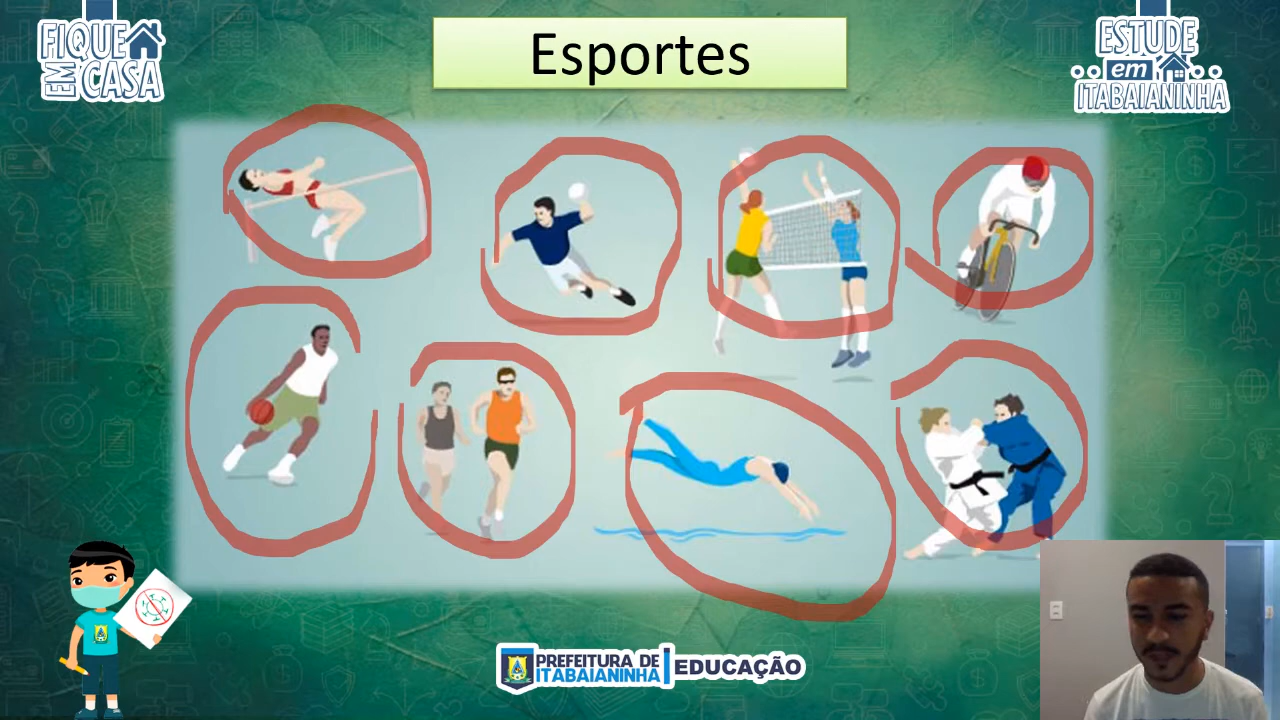 FIQUE
EM CASA
Esportes
ESTUDE
em
ITABAIANINHA
PREFEITURA DE
ITABAIANINHA
EDUCAÇÃO